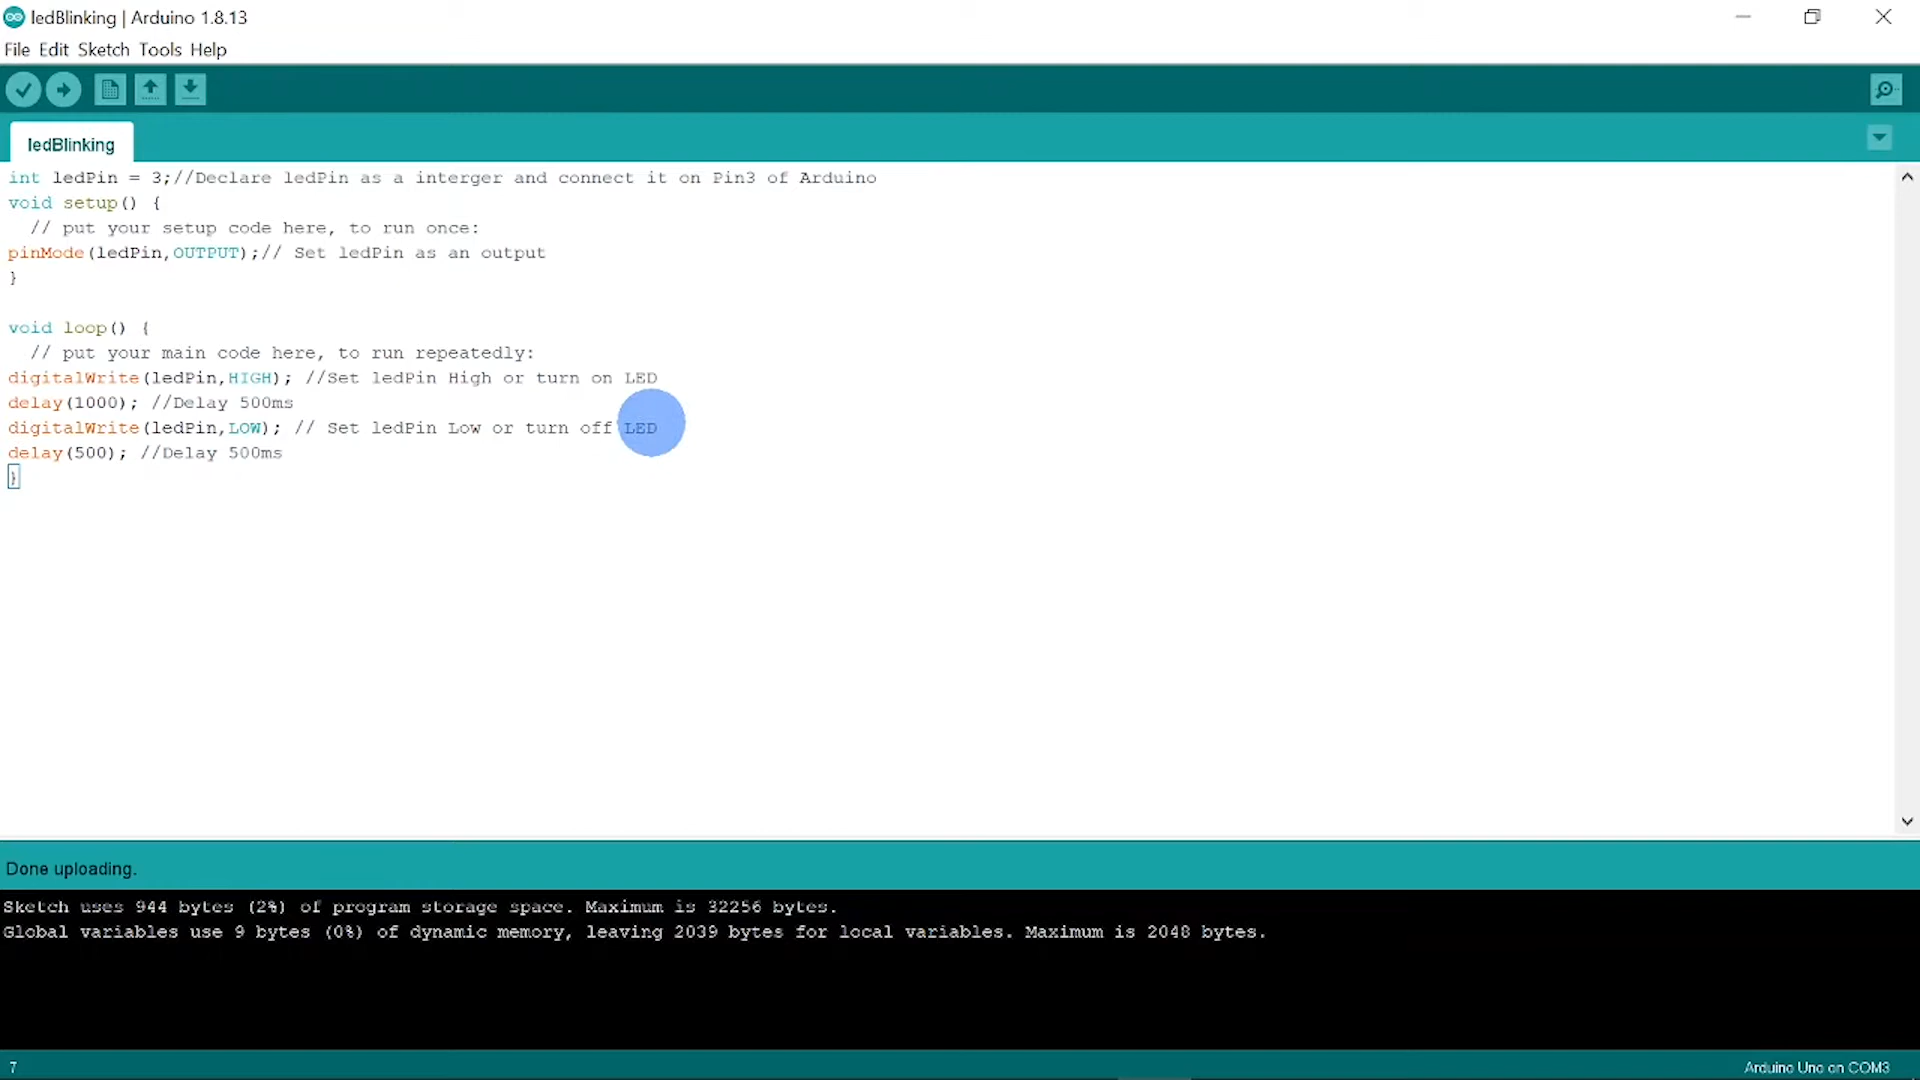 ledBlinking | Arduino 1.8.13
File Edit Sketch Tools Help
ledBlinking
int ledPin = 3;//Declare ledPin as a interger and connect it on Pin3 of Arduino
void setup() {
// put your setup code here, to run once:
pinMode(ledPin,OUTPUT);// Set ledPin as an output
}
void loop() {
// put your main code here, to run repeatedly:
digitalWrite(ledPin,HIGH); //Set ledPin High or turn on LED
delay(1000); //Delay 500ms
digitalWrite(ledPin,LOW); // Set ledPin Low or turn off LED
delay(500); //Delay 500ms
}
Done uploading.
Sketch uses 944 bytes (2%) of program storage space. Maximum is 32256 bytes.
Global variables use 9 bytes (0%) of dynamic memory, leaving 2039 bytes for local variables. Maximum is 2048 bytes.
7
Arduino Uno on COM3